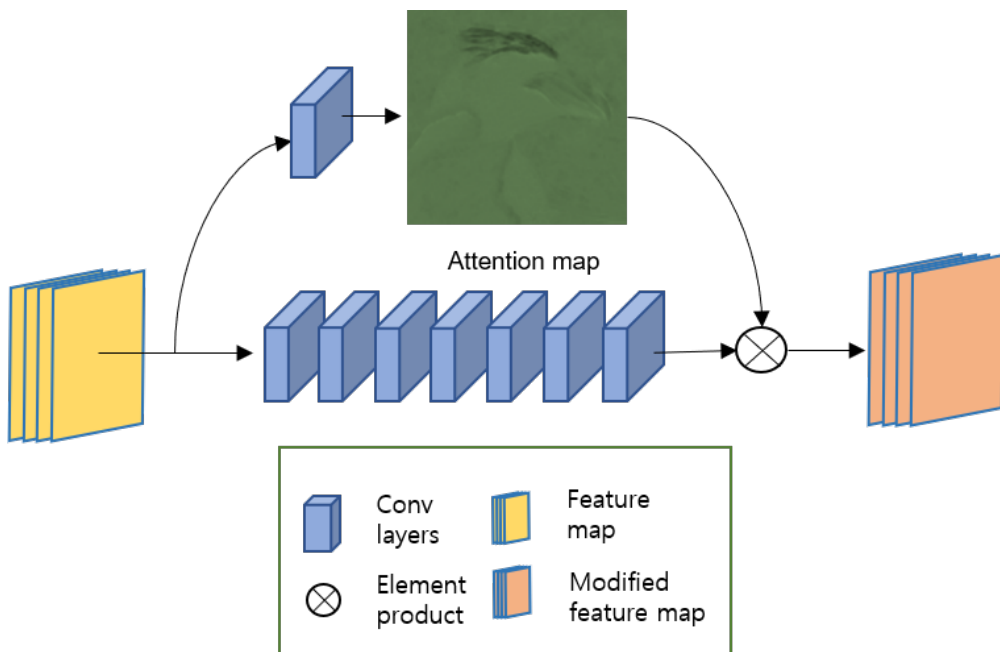 Attention map
Conv
layers
Feature
map
Element
product
Modified
feature map